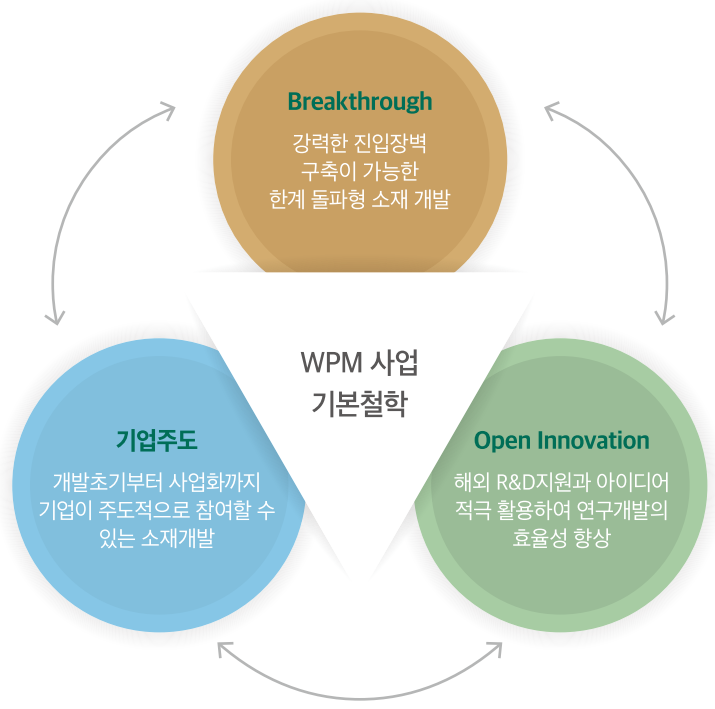 Breakthrough
강력한 진입장벽
구축이 가능한
한계 돌파형 소재 개발
WPM 사업
기본철학
기업주도
개발초기부터 사업화까지
기업이 주도적으로 참여할 수
있는 소재개발
Open Innovation
해외 R&D지원과 아이디어
적극 활용하여 연구개발의
효율성 향상